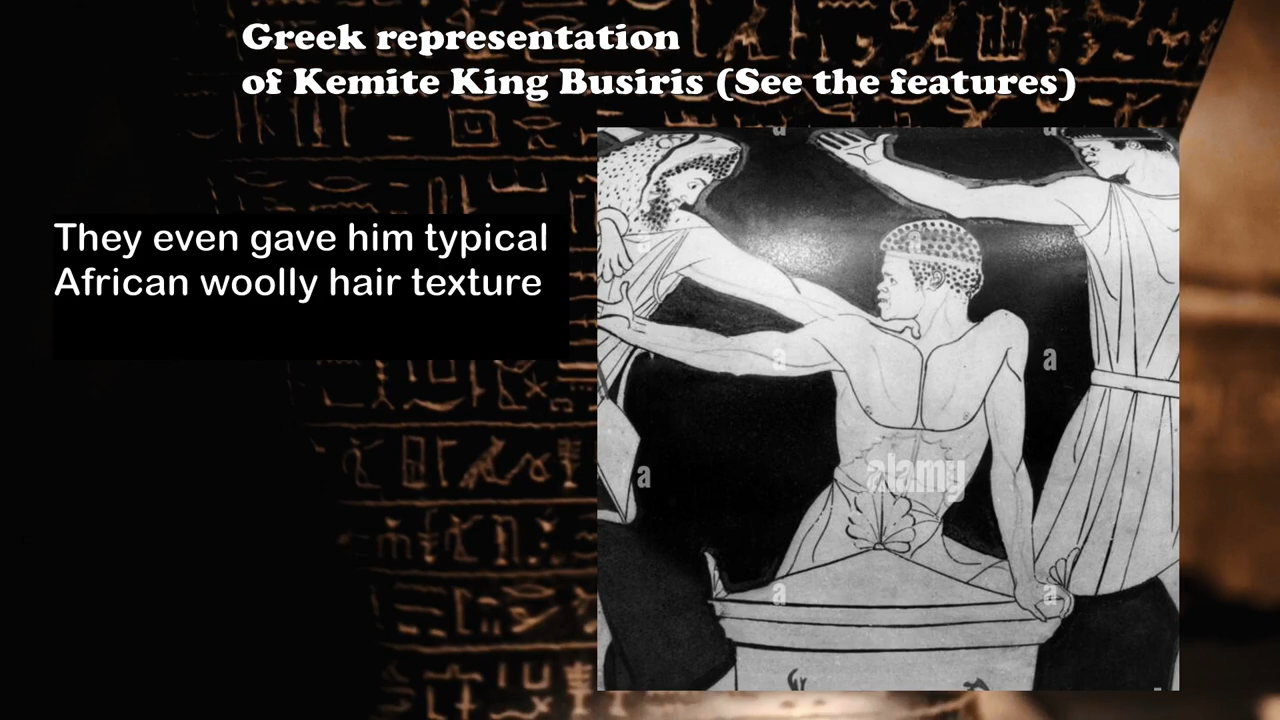 Greek representation
of Kemite King Busiris (See the features)
They even gave him typical
African woolly hair texture
a
a
a
a
a
a
alamy
a
a
a